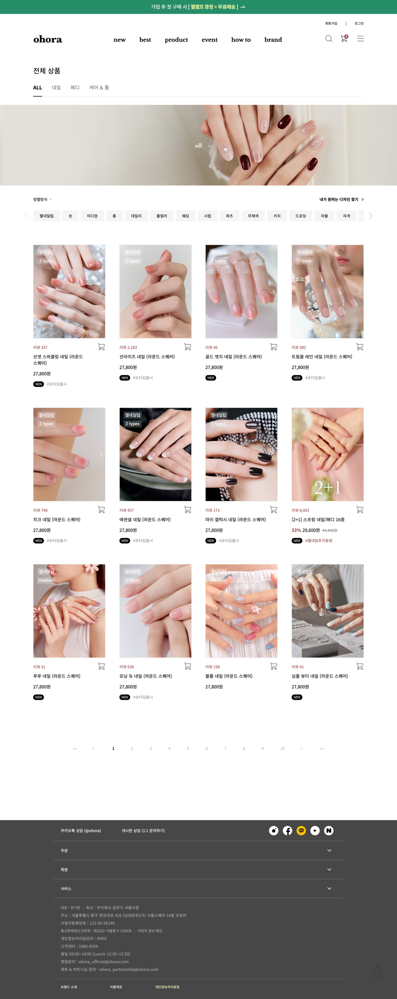 가입 후 첫 구매 시 [ 젤램프 증정 + 무료배송 ]
회원가입 | 로그인
ohora new best product event how to brand 0
전체 상품
ALL 네일 페디 케어 & 툴
all
정렬방식 내가 원하는 디자인 찾기
젤네일팁 숏 미디엄 롱 데일리 풀컬러 웨딩 시럽 파츠 무채색 키치 드로잉 마블 자개
젤네일팁 젤네일팁 젤네일팁 젤네일팁
2 types 3 types 2 types 2 types
리뷰 337 리뷰 2,163 리뷰 46 리뷰 582
선셋 스파클링 네일 (라운드 선라이즈 네일 (라운드 스퀘어) 골드 엣지 네일 (라운드 스퀘어) 트윙클 레인 네일 (라운드 스퀘어)
스퀘어)
27,800원 27,800원 27,800원 27,800원
NEW #숏타입출시 NEW #숏타입출시 NEW NEW #숏타입출시
젤네일팁 젤네일팁 젤네일팁
2 types 2 types 2 types
2+1
리뷰 748 리뷰 457 리뷰 172 리뷰 8,403
치크 네일 (라운드 스퀘어) 에센셜 네일 (라운드 스퀘어) 마이 갤럭시 네일 (라운드 스퀘어) [2+1] 스프링 네일/페디 16종
27,800원 27,800원 27,800원 33% 29,600원 44,400원
NEW #숏타입출시 NEW #숏타입출시 NEW #숏타입출시 NEW #젤네일추가증정
젤네일팁 젤네일팁 젤네일팁 젤네일팁
medium 2 types medium medium
리뷰 51 리뷰 638 리뷰 158 리뷰 41
루루 네일 (라운드 스퀘어) 모닝 듀 네일 (라운드 스퀘어) 블룸 네일 (라운드 스퀘어) 심플 뷰티 네일 (라운드 스퀘어)
27,800원 27,800원 27,800원 27,800원
NEW NEW #숏타입출시 NEW
<< < 1 2 3 4 5 6 7 8 9 10 > >>
카카오톡 상담 (@ohora) 게시판 상담 (1:1 문의하기) TALK N
주문
회원
서비스
대표 : 유기현 | 회사 : 주식회사 글루가 서울지점
주소 : 서울특별시 중구 한강대로 416 (남대문로5가) 서울스퀘어 14층 오호라
사업자등록번호 : 122-85-56140
통신판매업신고번호 : 제2022-서울중구-1030호 | 사업자 정보 확인
개인정보처리담당자 : 유태규
고객센터 : 1566-0554
평일 09:00~18:00 (Lunch 12:30~13:30)
영업문의 : ohora_official@ohora.com
제휴 & 파트너십 문의 : ohora_partnership@ohora.com
top
브랜드 소개 이용약관 개인정보처리방침